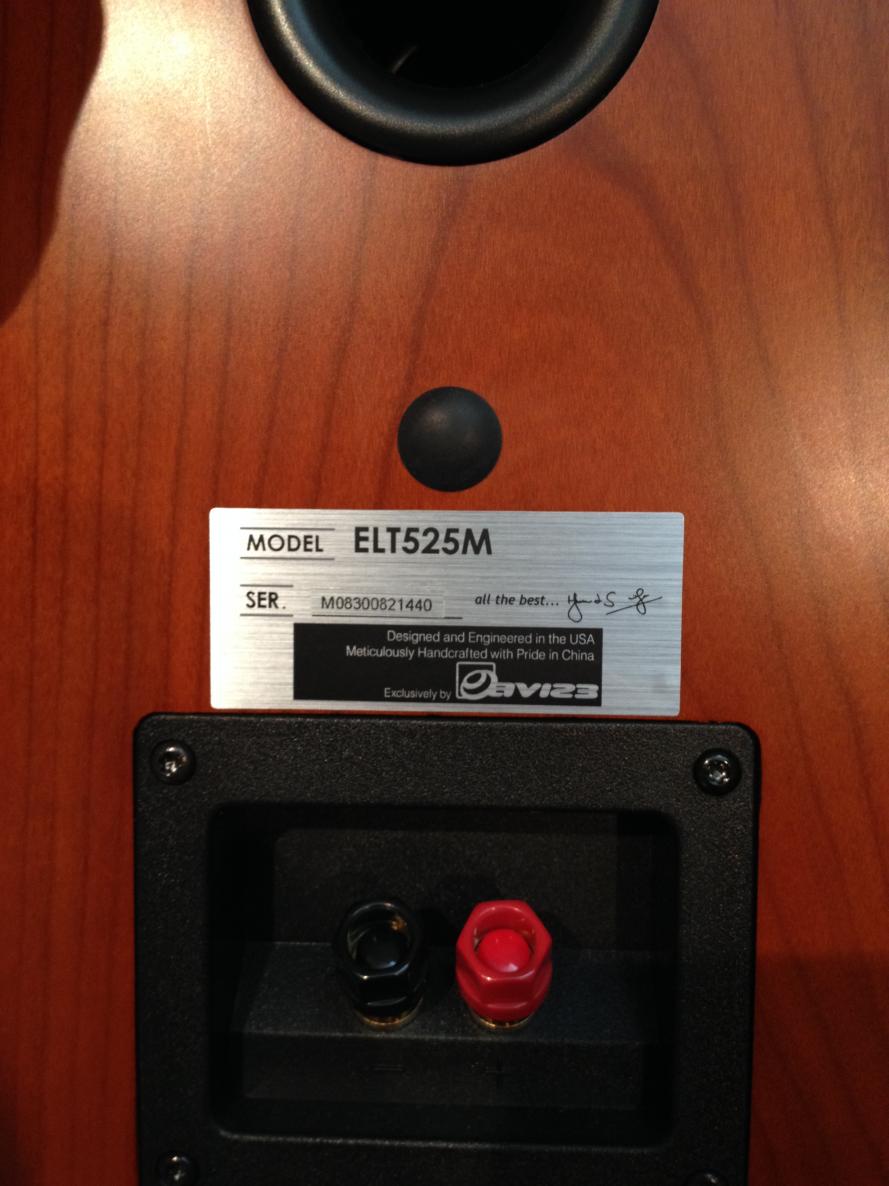 MODEL ELT525M
SER. M08300821440 all the best...
Designed and Engineered in the USA
Meticulously Handcrafted with Pride in China
Exclusively by av123
- +